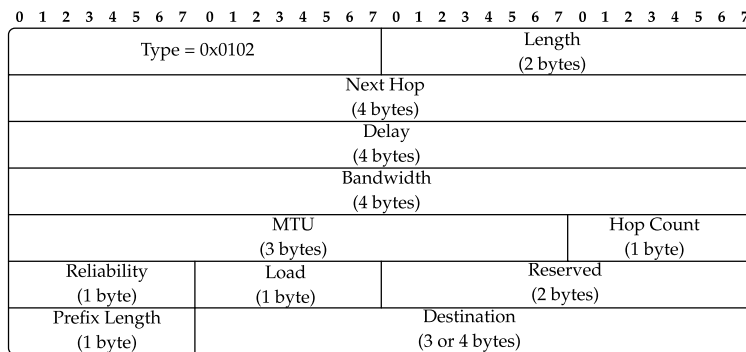 0 1 2 3 4 5 6 7 0 1 2 3 4 5 6 7 0 1 2 3 4 5 6 7 0 1 2 3 4 5 6 7
Type = 0x0102 Length
(2 bytes)
Next Hop
(4 bytes)
Delay
(4 bytes)
Bandwidth
(4 bytes)
MTU Hop Count
(3 bytes) (1 byte)
Reliability Load Reserved
(1 byte) (1 byte) (2 bytes)
Prefix Length Destination
(1 byte) (3 or 4 bytes)